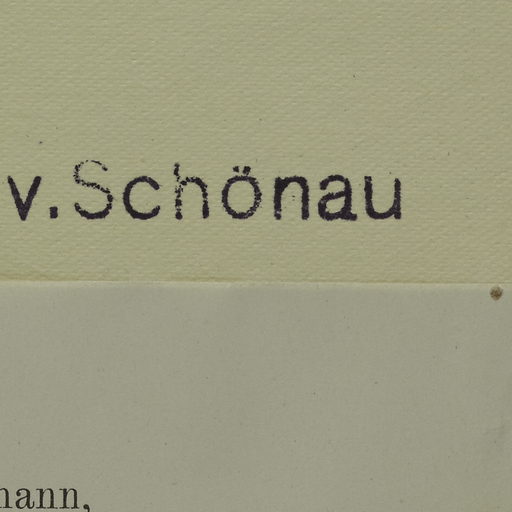 v. Schönau
mann,